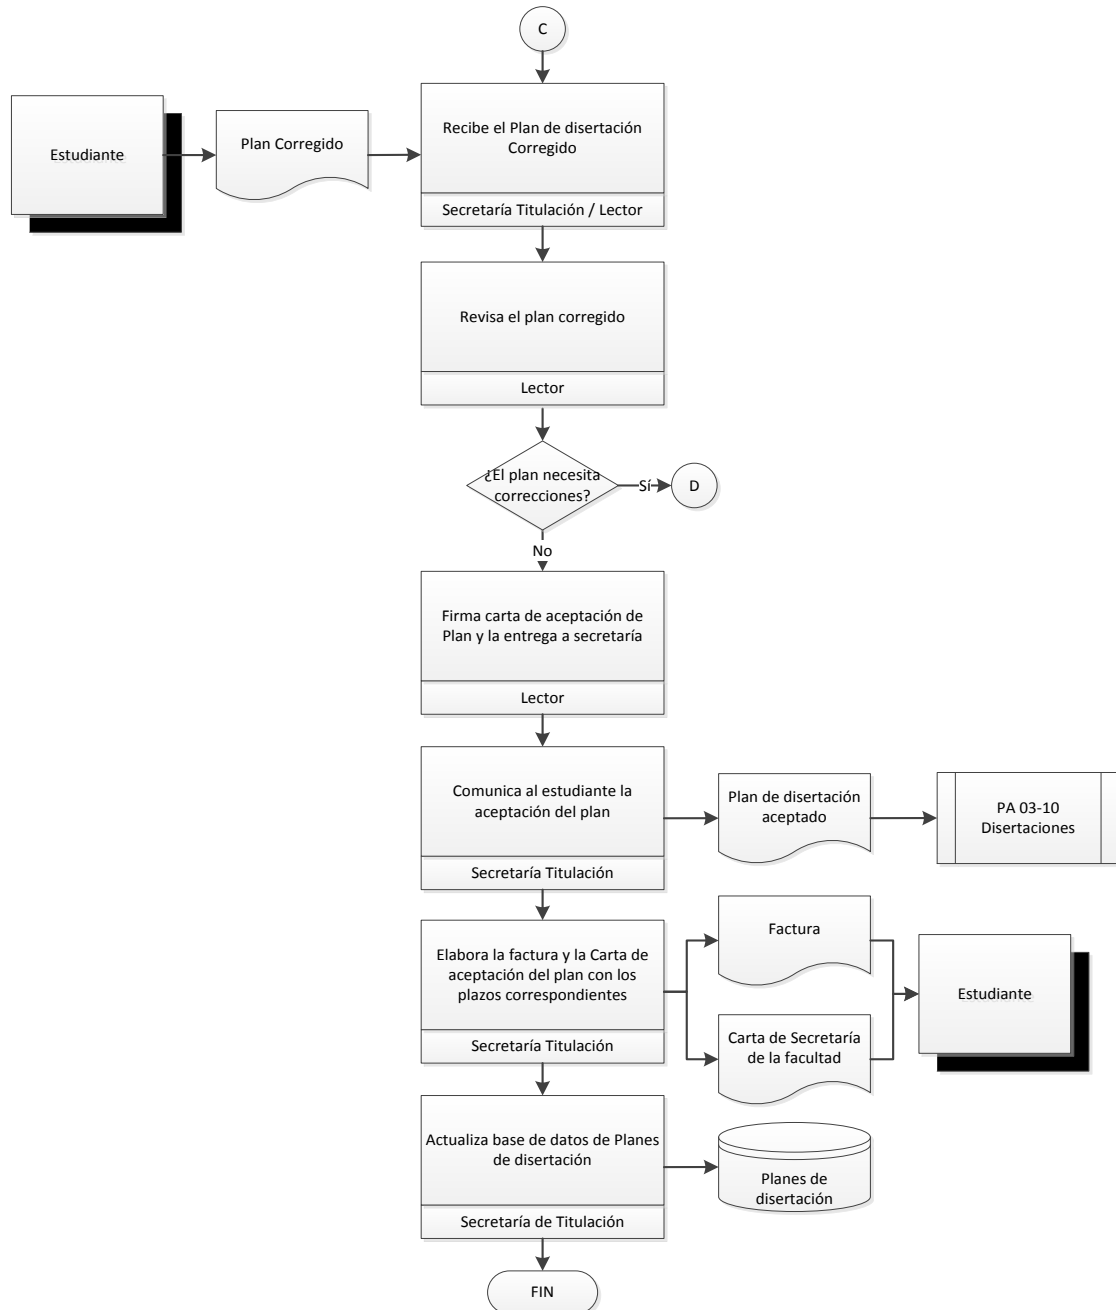 C
Estudiante
Plan Corregido
Recibe el Plan de disertación
Corregido
Secretaría Titulación / Lector
Revisa el plan corregido
Lector
¿El plan necesita
correcciones?
Sí
D
No
Firma carta de aceptación de
Plan y la entrega a secretaría
Lector
Comunica al estudiante la
aceptación del plan
Secretaría Titulación
Plan de disertación
aceptado
PA 03-10
Disertaciones
Elabora la factura y la Carta de
aceptación del plan con los
plazos correspondientes
Secretaría Titulación
Factura
Carta de Secretaría
de la facultad
Estudiante
Actualiza base de datos de Planes
de disertación
Secretaría de Titulación
Planes de
disertación
FIN